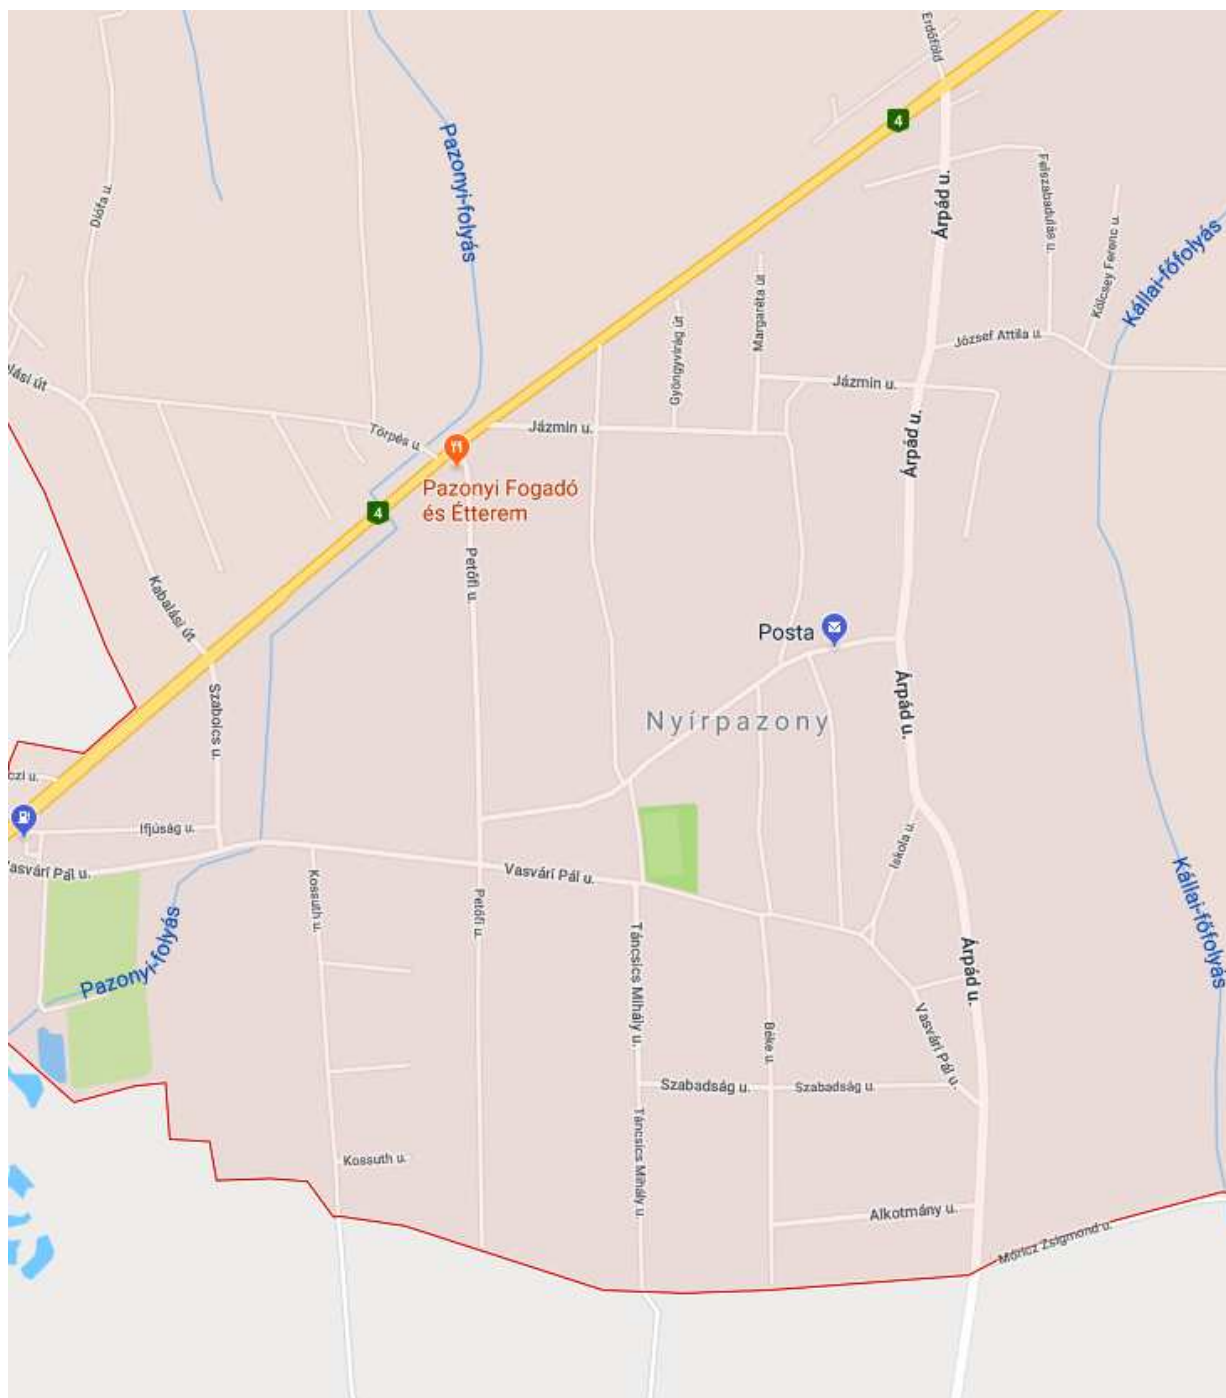 Erdőföld
4
Pazonyi-folyás
Árpád u.
Felszabadulás u.
Diófa u.
Kölcsey Ferenc u
Kállai-főfolyás
Margaréta út
Gyöngyvirág út
József Attila u.
lási út
Jázmin u.
Törpés u.
Jázmin u.
Árpád u.
Pazonyi Fogadó
és Étterem
4
Petőfi u.
Kabalási út
Posta
Szabolcs u.
Árpád u.
Nyírpazony
czi u.
Ifjúság u.
Iskola u.
Vasvári Pál u.
Vasvári Pál u.
Kossuth u.
Petőfi u.
Kállai-főfolyás
Pazonyi-folyás
Táncsics Mihály u.
Árpád u.
Béke u.
Vasvári Pál u.
Szabadság u.
Szabadság u.
Táncsics Mihály u
Kossuth u.
Alkotmány u.
Móricz Zsigmond u.